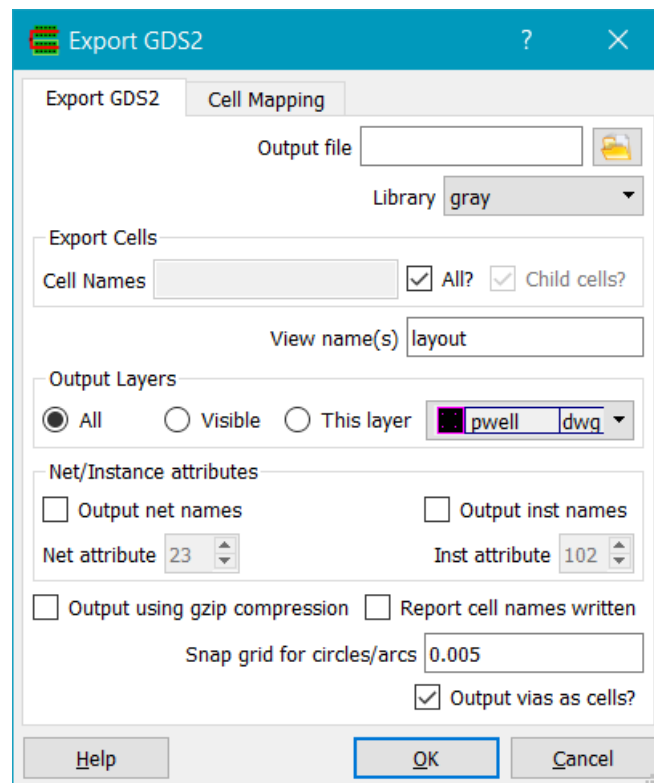 Export GDS2 ?
Export GDS2 Cell Mapping
Output file
Library gray
Export Cells
Cell Names All? Child cells?
View name(s) layout
Output Layers
All Visible This layer pwell dwg
Net/Instance attributes
Output net names Output inst names
Net attribute 23 Inst attribute 102
Output using gzip compression Report cell names written
Snap grid for circles/arcs 0.005
Output vias as cells?
Help OK Cancel